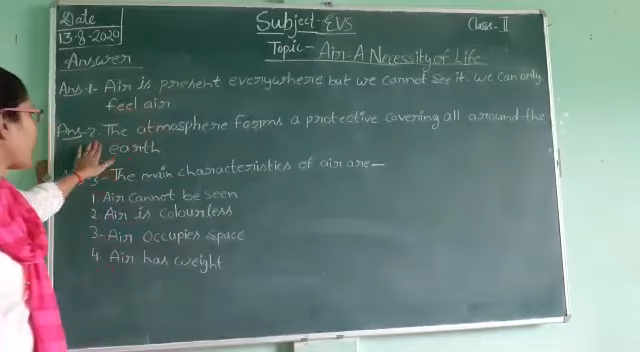 Date
13-8-2020
Subject-EVS
Class-II
Topic- Air-A Necessity of Life
Answer
Ans.1- Air is present everywhere but we cannot see it. We can only
feel air.
Ans-2. The atmosphere forms a protective covering all around the
earth.
-3- The main characteristics of air are-
1. Air cannot be seen
2 Air is colourless
3- Air Occupies space
4. Air has weight